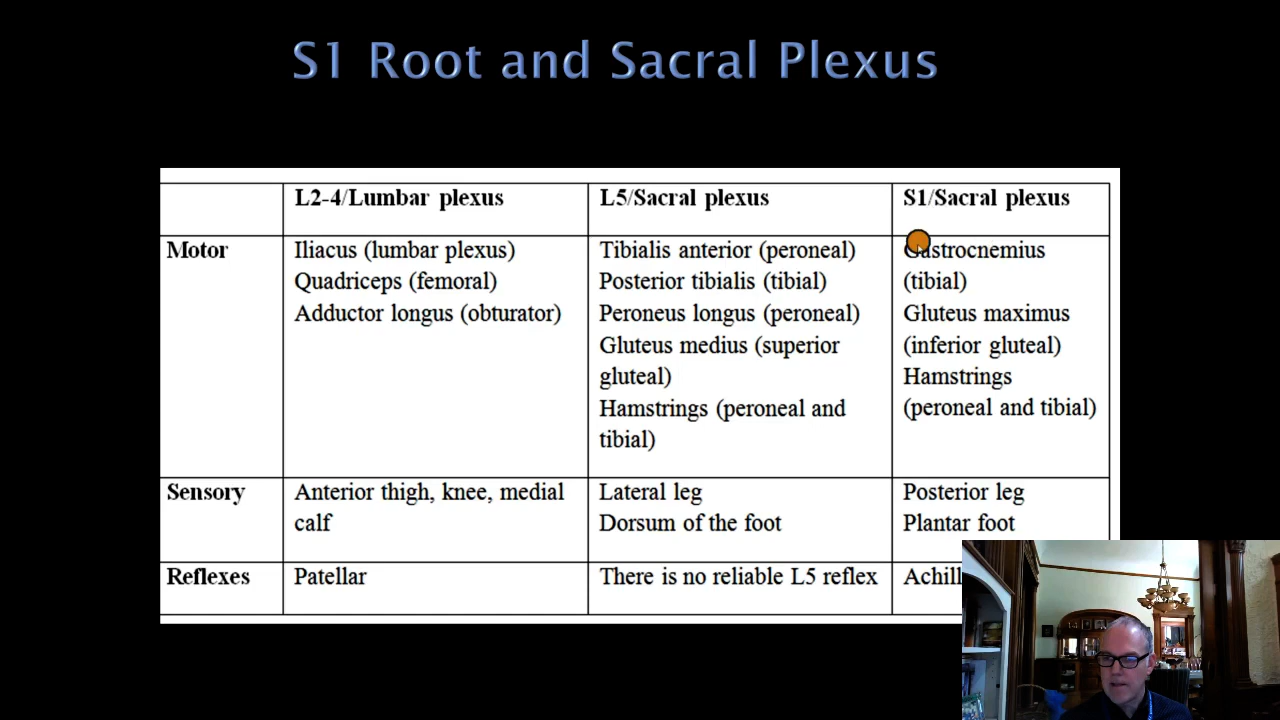 S1 Root and Sacral Plexus
L2-4/Lumbar plexus
L5/Sacral plexus
S1/Sacral plexus
Motor
Iliacus (lumbar plexus)
Quadriceps (femoral)
Adductor longus (obturator)
Tibialis anterior (peroneal)
Posterior tibialis (tibial)
Peroneus longus (peroneal)
Gluteus medius (superior
gluteal)
Hamstrings (peroneal and
tibial)
Gastrocnemius
(tibial)
Gluteus maximus
(inferior gluteal)
Hamstrings
(peroneal and tibial)
Sensory
Anterior thigh, knee, medial
calf
Lateral leg
Dorsum of the foot
Posterior leg
Plantar foot
Reflexes
Patellar
There is no reliable L5 reflex
Achill